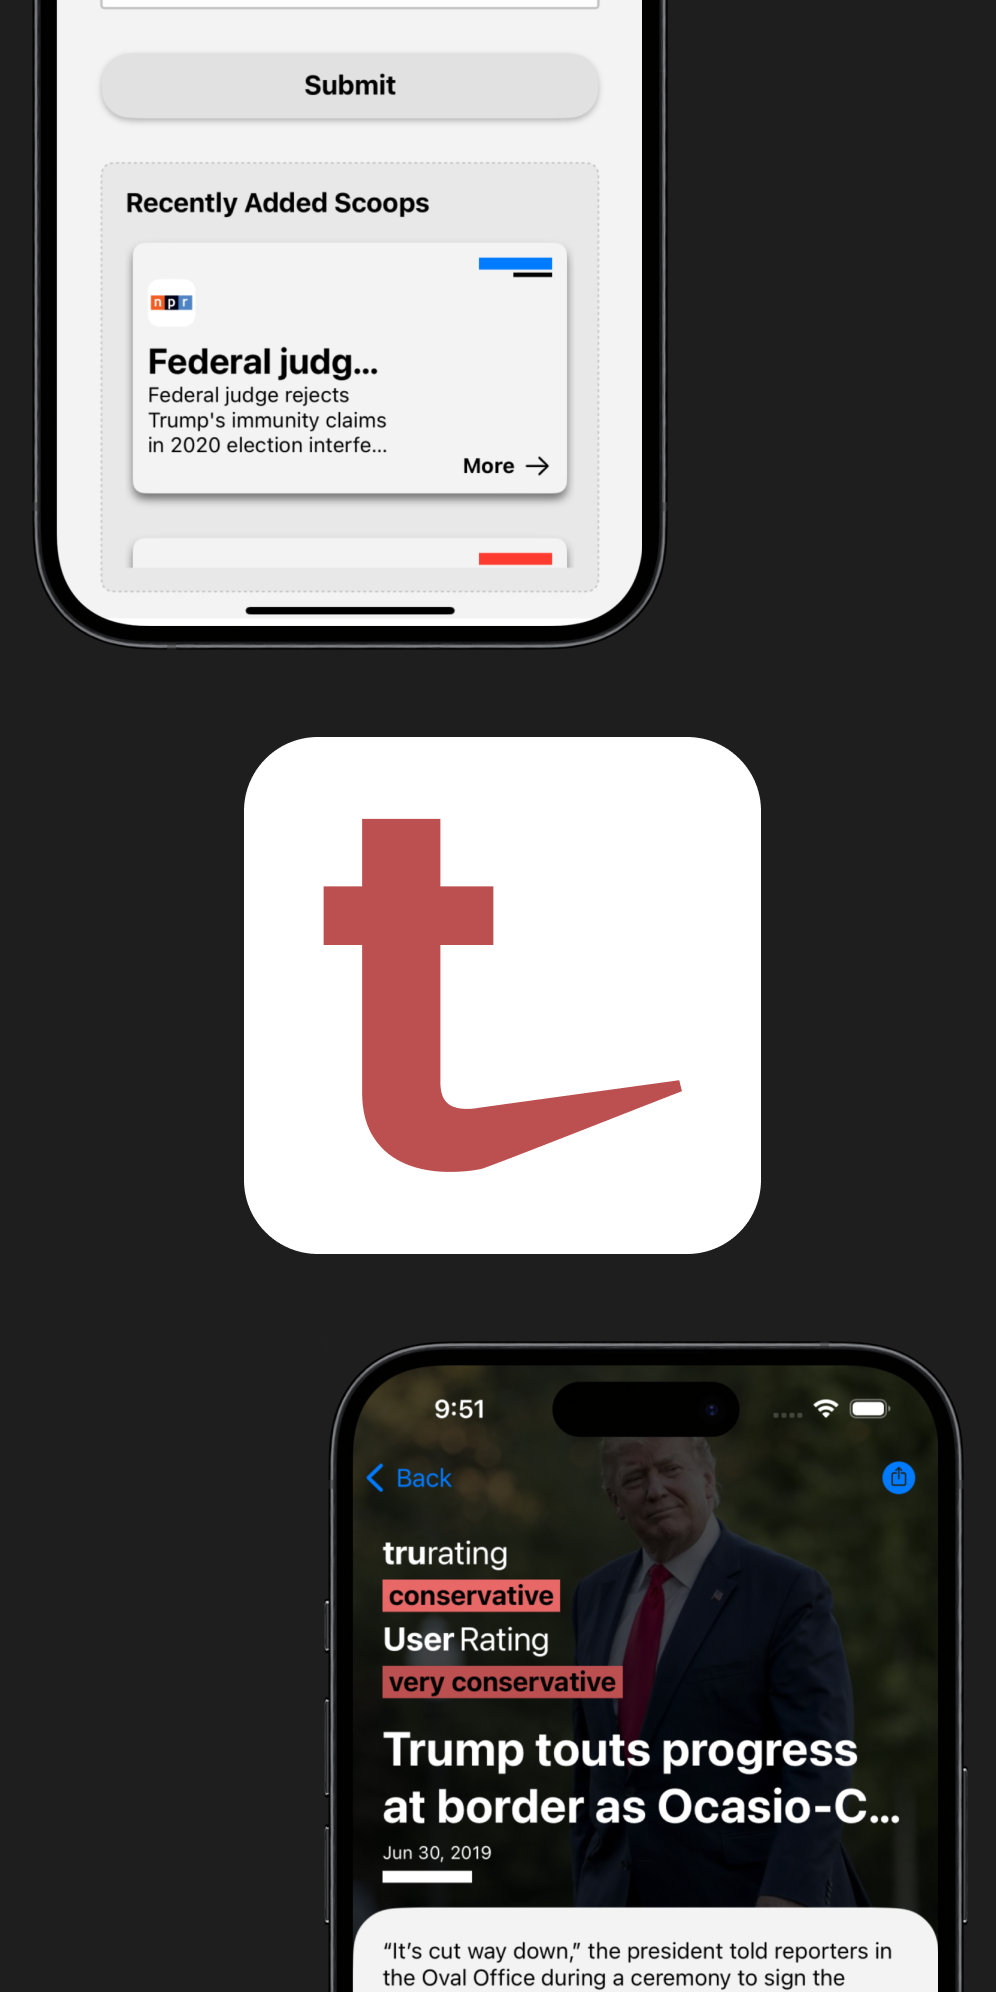 Submit
Recently Added Scoops
npr
Federal judg...
Federal judge rejects
Trump's immunity claims
in 2020 election interfe...
More
t
9:51
Back
trurating
conservative
User Rating
very conservative
Trump touts progress
at border as Ocasio-C...
Jun 30, 2019
“It’s cut way down,” the president told reporters in
the Oval Office during a ceremony to sign the